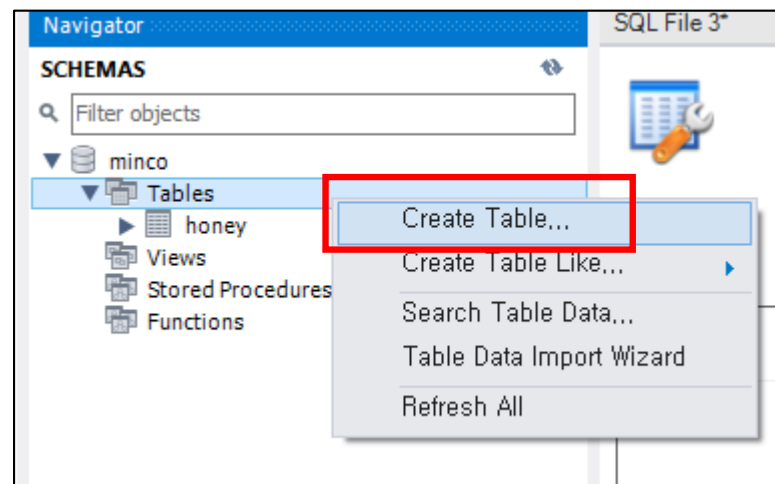 Navigator
SQL File 3*
SCHEMAS
Filter objects
minco
Tables
honey
Views
Stored Procedures
Functions
Create Table...
Create Table Like...
Search Table Data...
Table Data Import Wizard
Refresh All